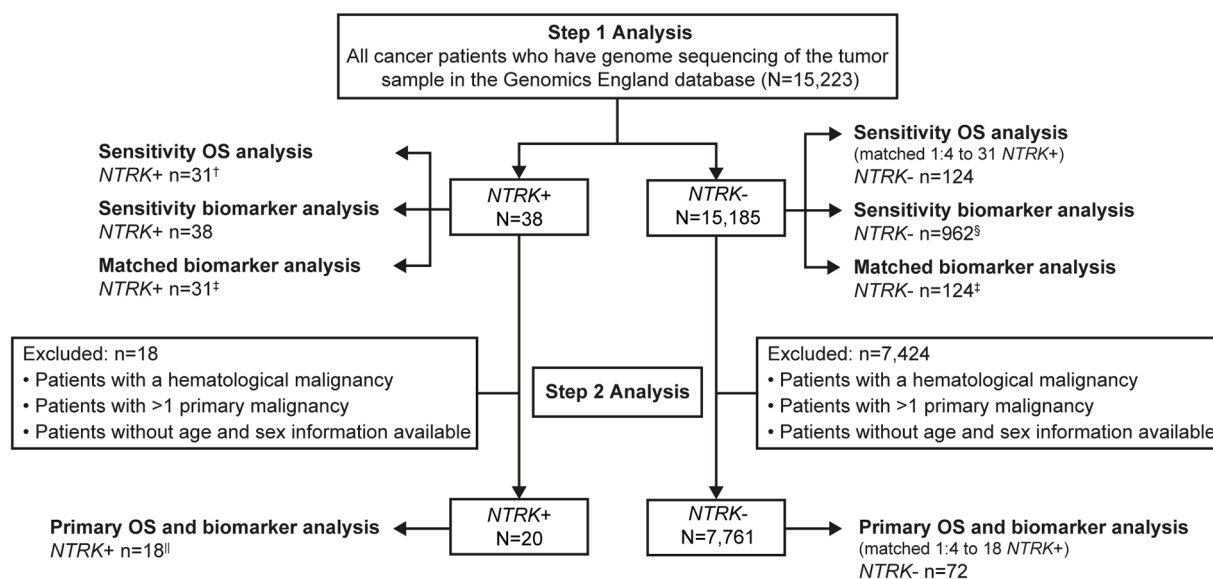 Step 1 Analysis
All cancer patients who have genome sequencing of the tumor
sample in the Genomics England database (N=15,223)
Sensitivity OS analysis
NTRK+ n=31†
Sensitivity biomarker analysis
NTRK+ n=38
Matched biomarker analysis
NTRK+ n=31‡
NTRK+
N=38
NTRK-
N=15,185
Sensitivity OS analysis
(matched 1:4 to 31 NTRK+)
NTRK- n=124
Sensitivity biomarker analysis
NTRK- n=962§
Matched biomarker analysis
NTRK- n=124‡
Excluded: n=18
• Patients with a hematological malignancy
• Patients with >1 primary malignancy
• Patients without age and sex information available
Step 2 Analysis
Excluded: n=7,424
• Patients with a hematological malignancy
• Patients with >1 primary malignancy
• Patients without age and sex information available
Primary OS and biomarker analysis
NTRK+ n=18||
NTRK+
N=20
NTRK-
N=7,761
Primary OS and biomarker analysis
(matched 1:4 to 18 NTRK+)
NTRK- n=72